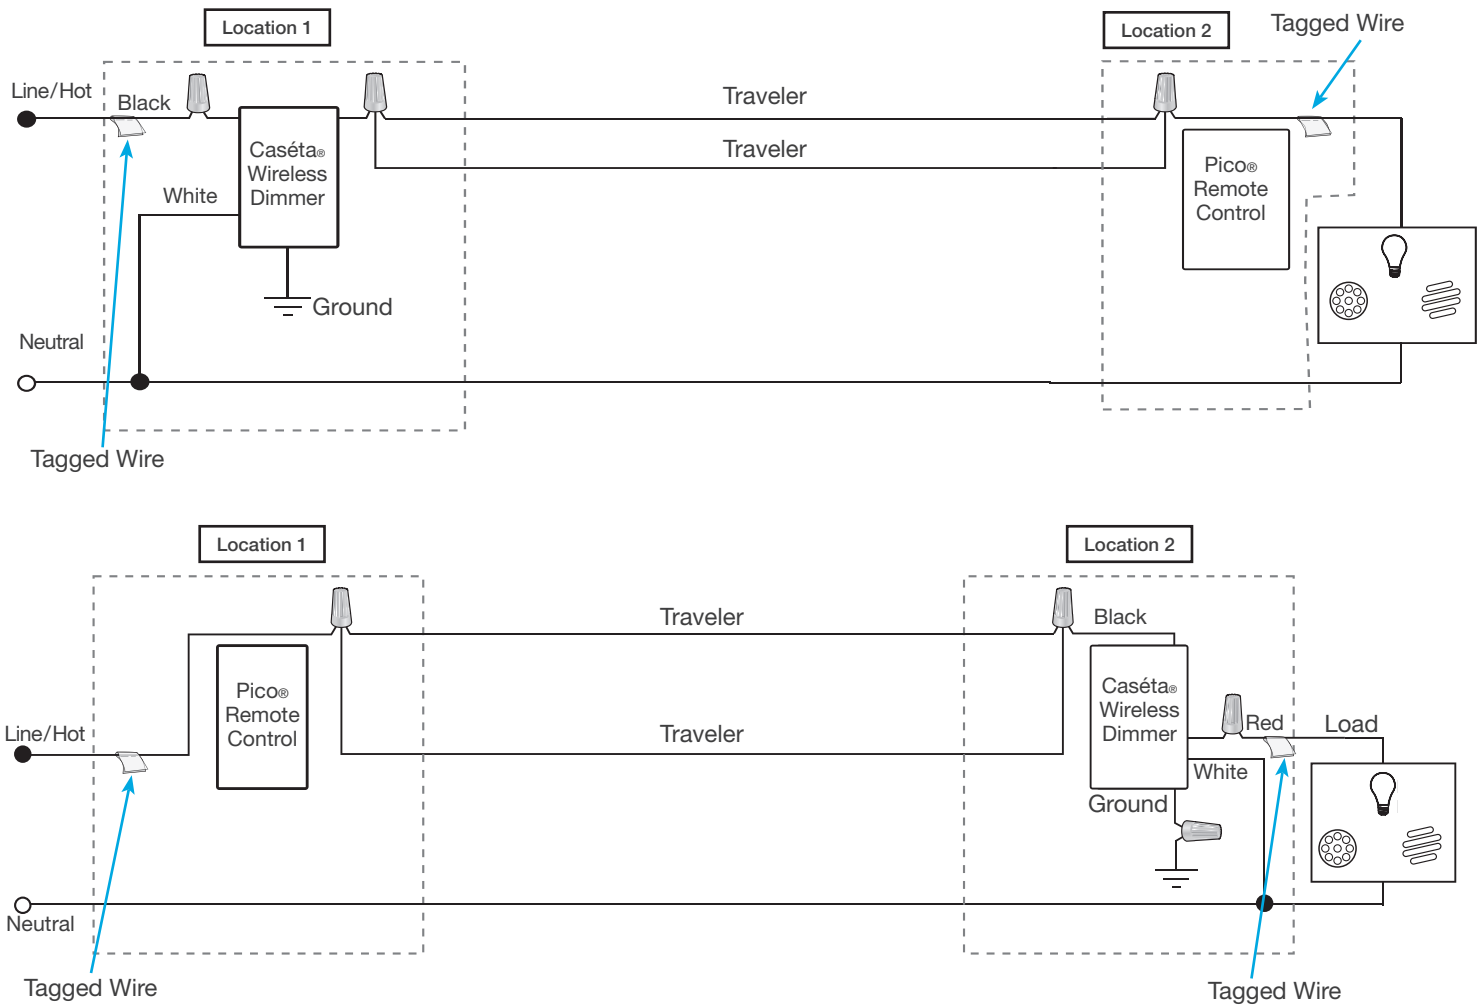 Location 1
Location 2
Tagged Wire
Line/Hot
Black
Traveler
Traveler
Caséta®
Wireless
Dimmer
Pico®
Remote
Control
White
Ground
Neutral
Tagged Wire
Location 1
Location 2
Traveler
Black
Pico®
Remote
Control
Caséta®
Wireless
Dimmer
Line/Hot
Traveler
Red
Load
White
Ground
Neutral
Tagged Wire
Tagged Wire